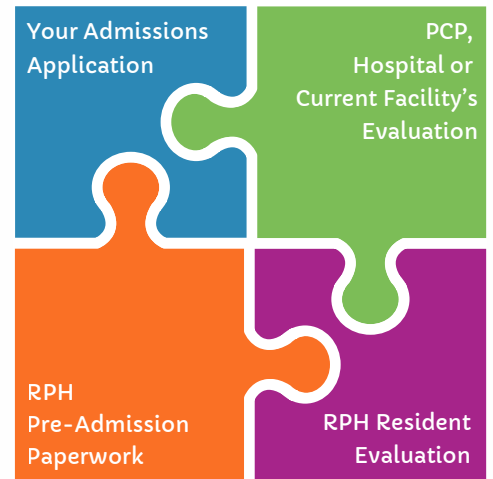 Your Admissions
Application
PCP,
Hospital or
Current Facility’s
Evaluation
RPH
Pre-Admission
Paperwork
RPH Resident
Evaluation